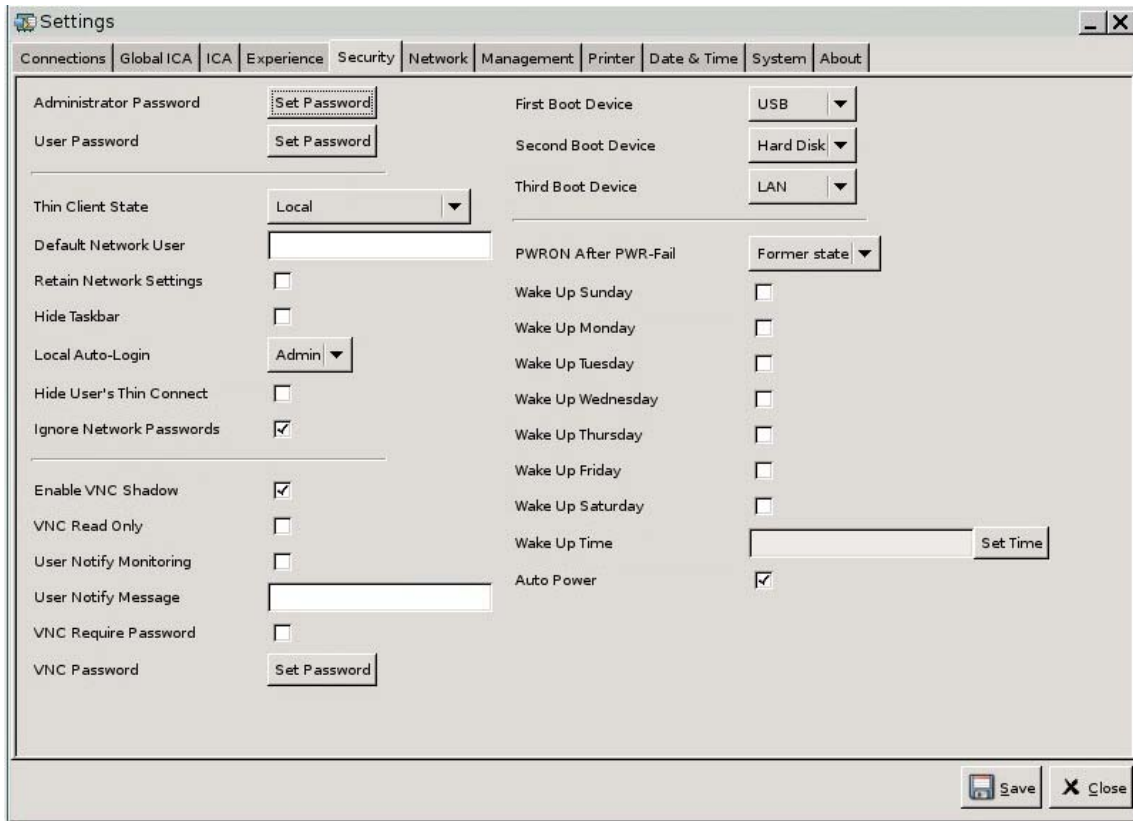 Settings
Connections Global ICA ICA Experience Security Network Management Printer Date & Time System About
Administrator Password Set Password
User Password Set Password
Thin Client State Local
Default Network User
Retain Network Settings
Hide Taskbar
Local Auto-Login Admin
Hide User's Thin Connect
Ignore Network Passwords
Enable VNC Shadow
VNC Read Only
User Notify Monitoring
User Notify Message
VNC Require Password
VNC Password Set Password
First Boot Device USB
Second Boot Device Hard Disk
Third Boot Device LAN
PWRON After PWR-Fail Former state
Wake Up Sunday
Wake Up Monday
Wake Up Tuesday
Wake Up Wednesday
Wake Up Thursday
Wake Up Friday
Wake Up Saturday
Wake Up Time Set Time
Auto Power
Save Close